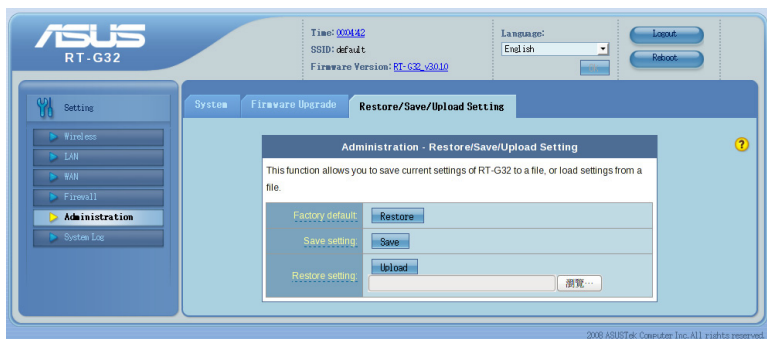 ASUS
RT-G32
Time: 00:04:42
SSID: default
Firmware Version: RT-G32_v3.0.1.0
Language:
English
Logout
Reboot
Setting
Wireless
LAN
WAN
Firewall
Administration
System Log
System
Firmware Upgrade
Restore/Save/Upload Setting
Administration - Restore/Save/Upload Setting
This function allows you to save current settings of RT-G32 to a file, or load settings from a
file.
Factory default:
Restore
Save setting:
Save
Restore setting:
Upload
瀏覽…
2008 ASUSTek Computer Inc. All rights reserved